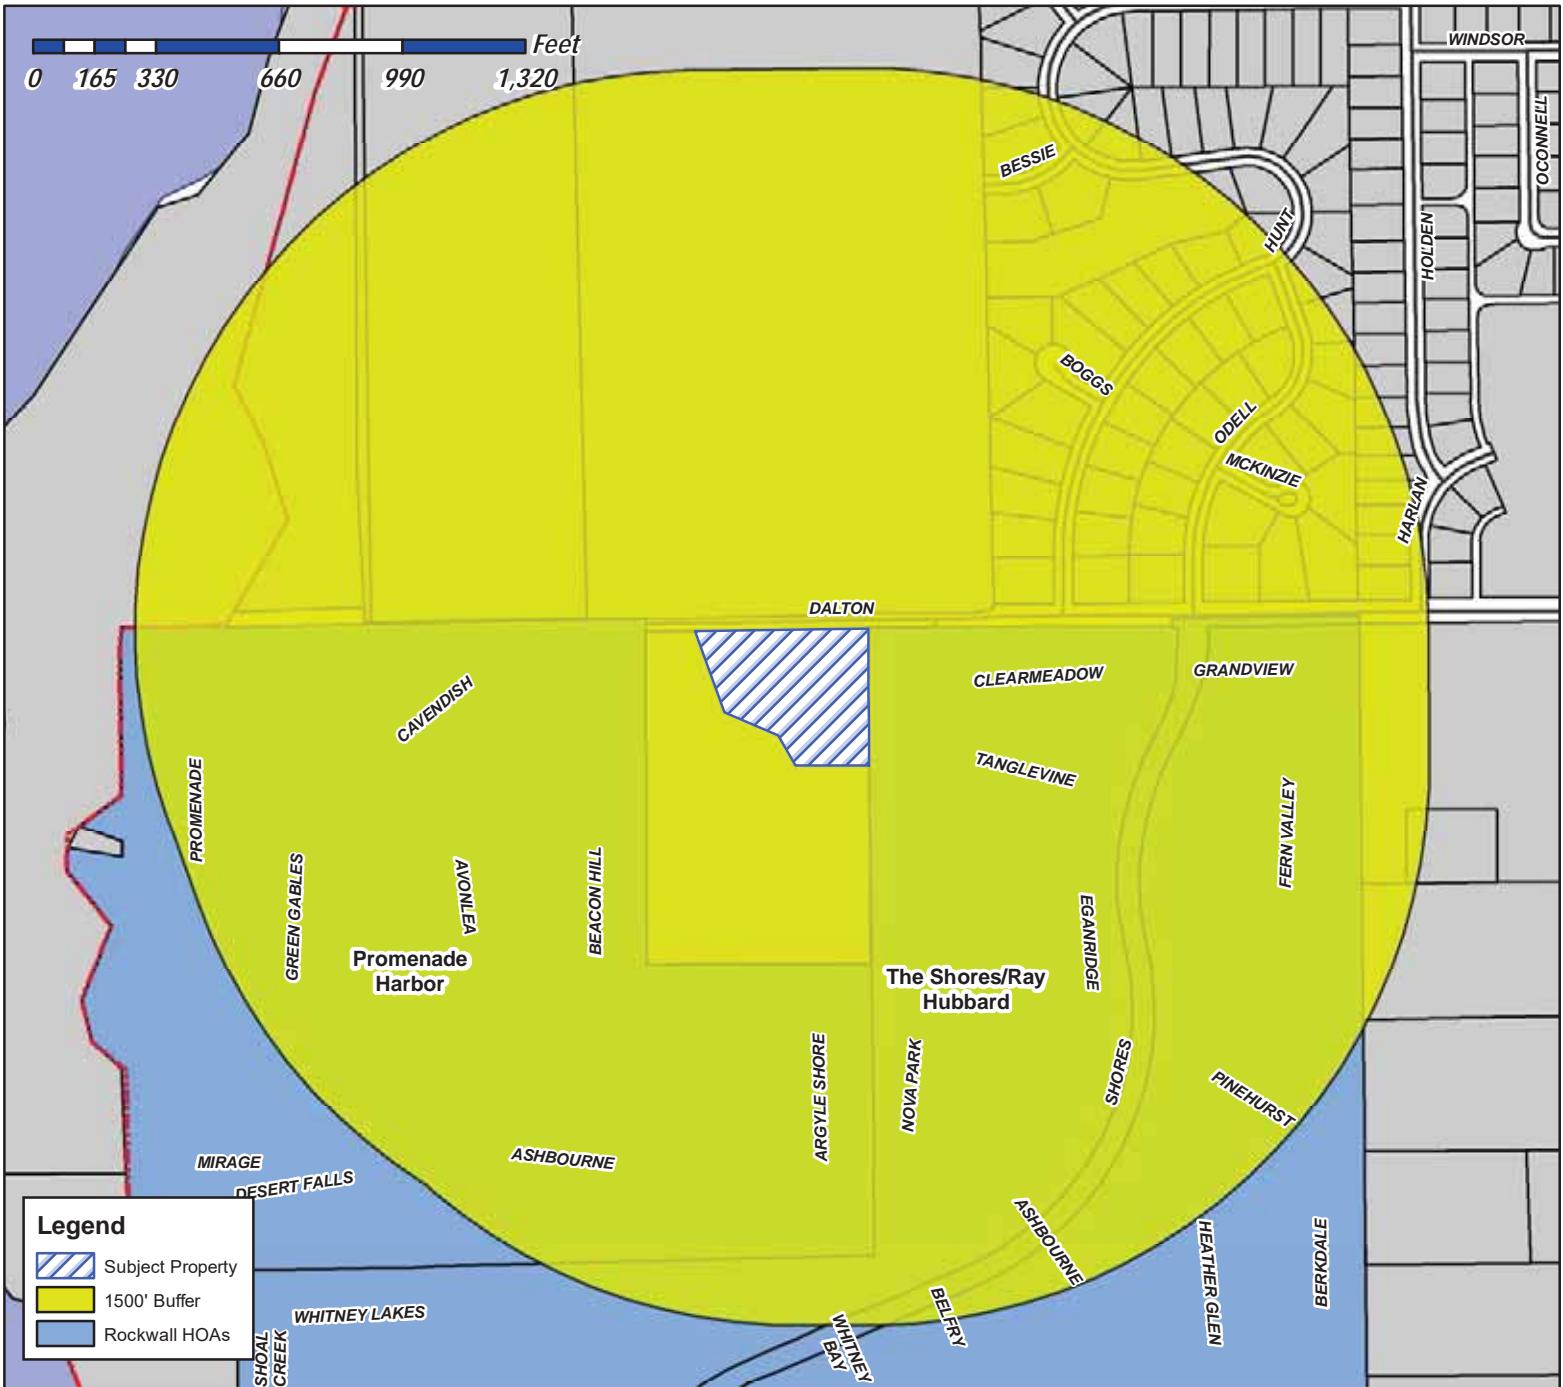 Feet
0 165 330 660 990 1,320
WINDSOR
OCONNELL
BESSIE
HUNT
HOLDEN
BOGGS
ODELL
MCKINZIE
HARLAN
DALTON
CLEARMEADOW
GRANDVIEW
CAVENDISH
TANGLEVINE
PROMENADE
FERN VALLEY
GREEN GABLES
AVONLEA
BEACON HILL
EGANRIDGE
Promenade
Harbor
The Shores/Ray
Hubbard
ARGYLE SHORE
NOVA PARK
SHORES
PINEHURST
MIRAGE
DESERT FALLS
ASHBOURNE
ASHBOURNE
HEATHER GLEN
BERKDALE
BELFRY
WHITNEY
BAY
WHITNEY LAKES
SHOAL
CREEK
Legend
Subject Property
1500' Buffer
Rockwall HOAs